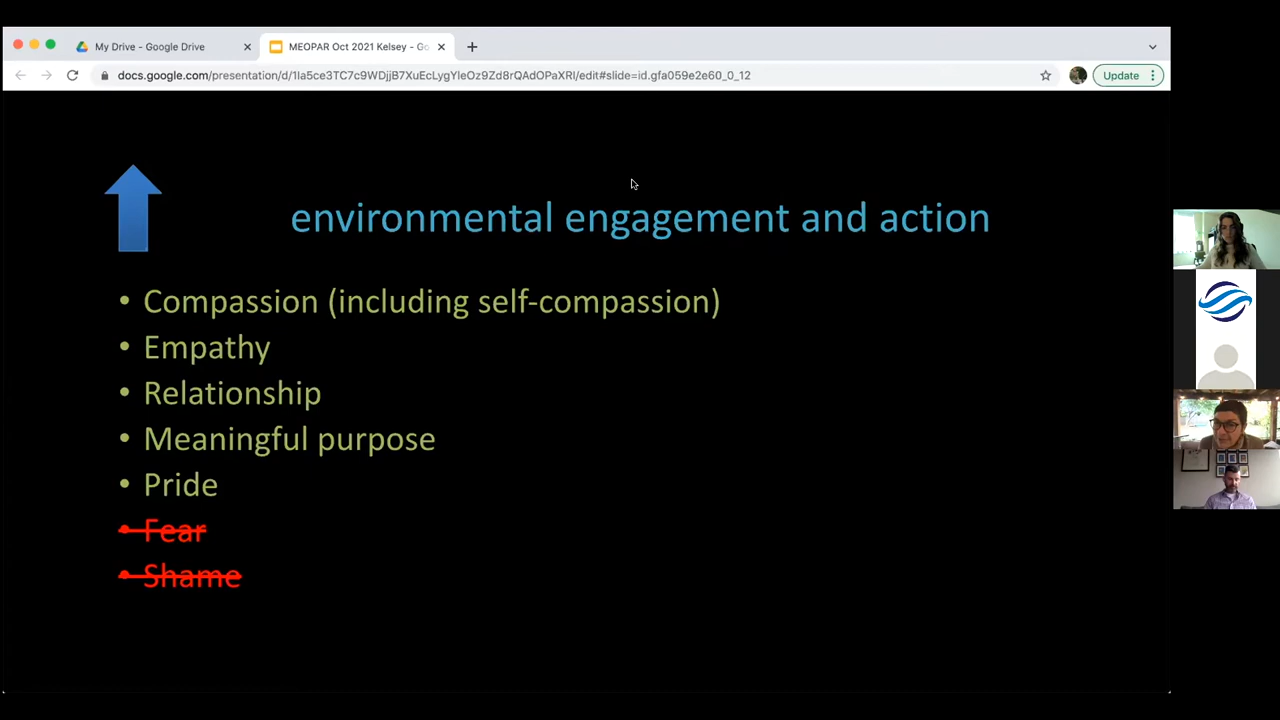 My Drive - Google Drive
MEOPAR Oct 2021 Kelsey - Go
docs.google.com/presentation/d/1Ia5ce3TC7c9WDjjB7XuEcLygYleOz9Zd8rQAdOPaXRI/edit#slide=id.gfa059e2e60_0_12
Update
environmental engagement and action
• Compassion (including self-compassion)
• Empathy
• Relationship
• Meaningful purpose
• Pride
• Fear
• Shame